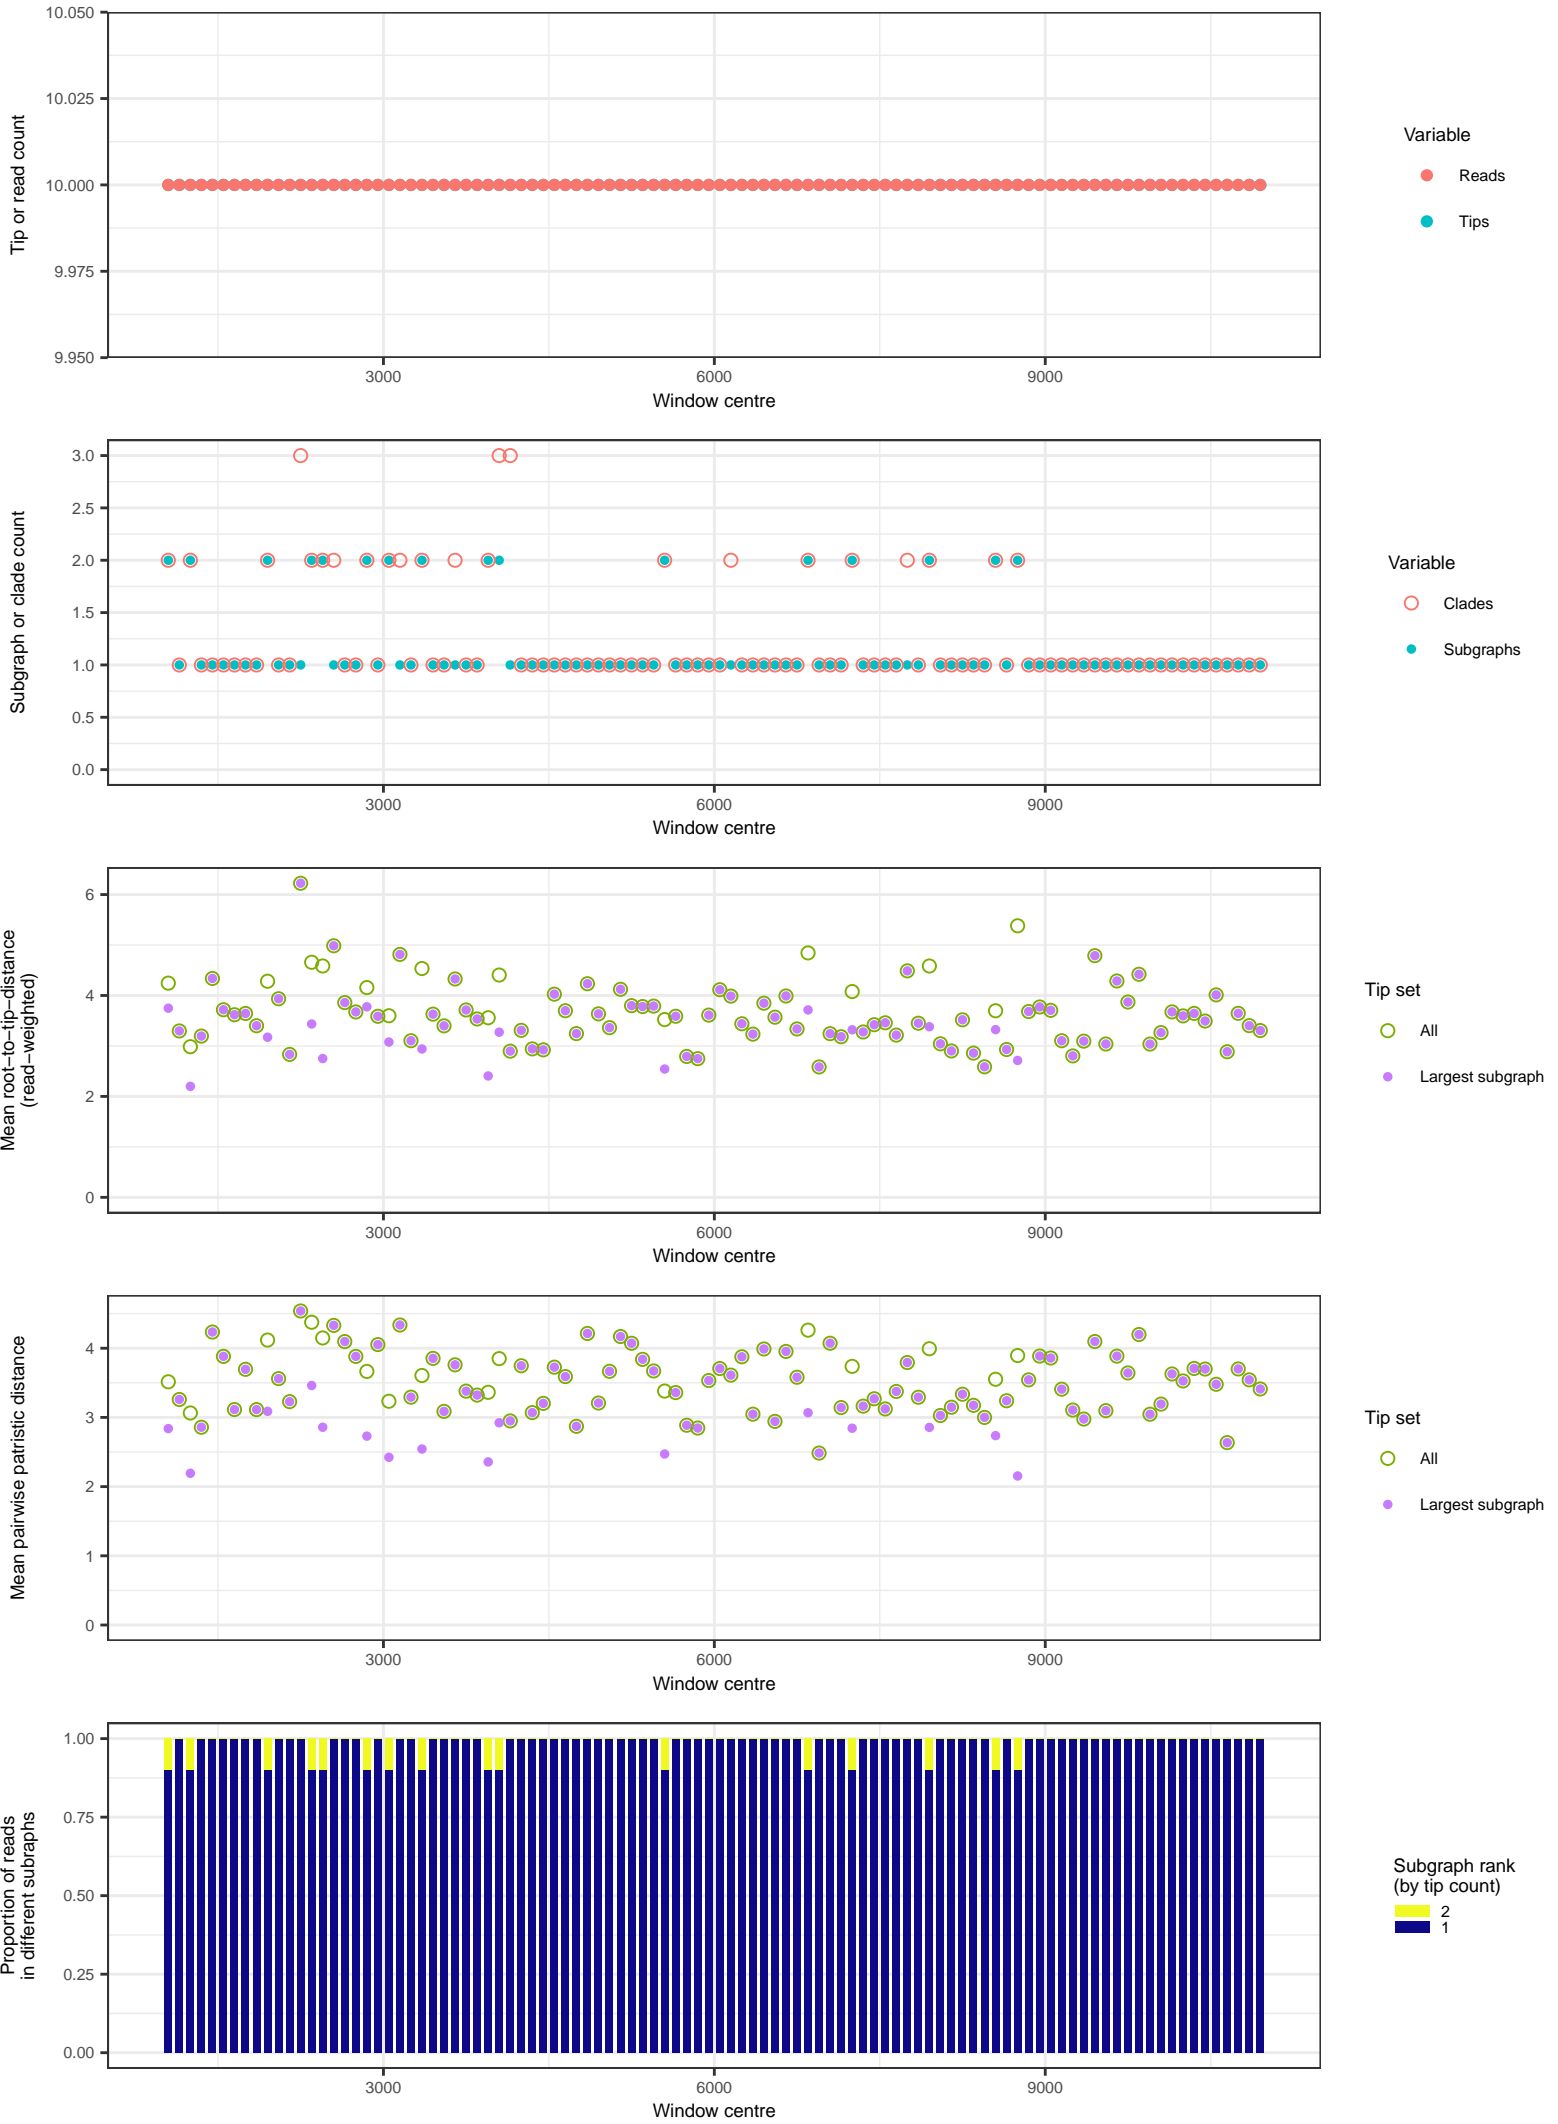 10.050
10.025
10.000
9.975
9.950
Tip or read count
3000
6000
9000
Window centre
Variable
Reads
Tips
3.0
2.5
2.0
1.5
1.0
0.5
0.0
Subgraph or clade count
3000
6000
9000
Window centre
Variable
Clades
Subgraphs
6
4
2
0
Mean root−to−tip−distance
(read−weighted)
3000
6000
9000
Window centre
Tip set
All
Largest subgraph
4
3
2
1
0
Mean pairwise patristic distance
3000
6000
9000
Window centre
Tip set
All
Largest subgraph
1.00
0.75
0.50
0.25
0.00
Proportion of reads
in different subraphs
3000
6000
9000
Window centre
Subgraph rank
(by tip count)
2
1